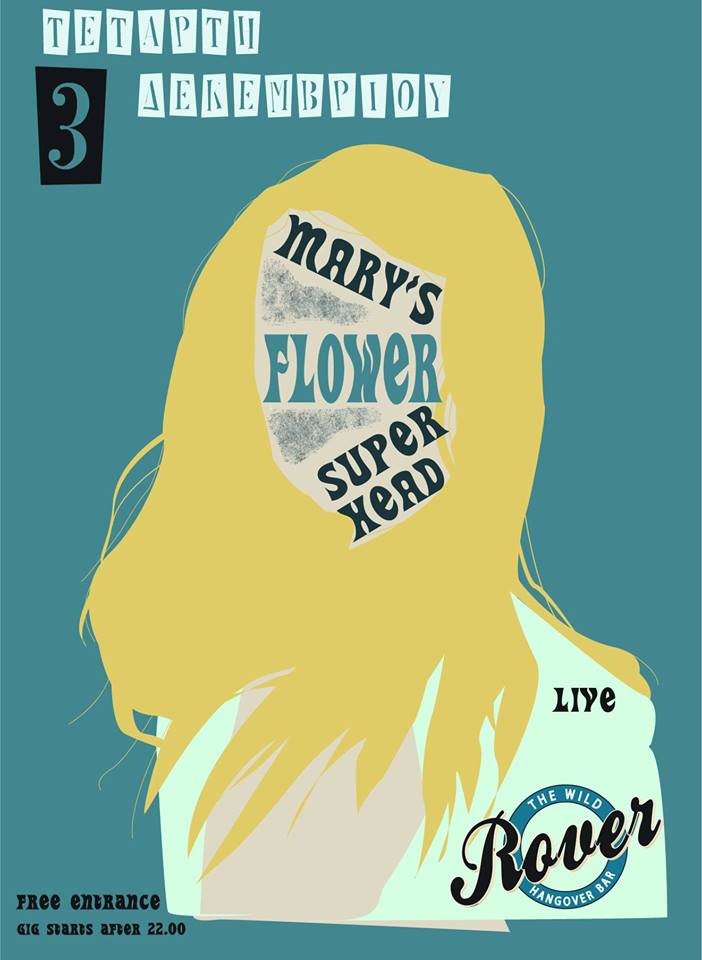 ΤΕΤΑΡΤΗ
3 ΔΕΚΕΜΒΡΙΟΥ
MARY'S
FLOWER
SUPER
HEAD
LIVE
THE WILD
Rover
HANGOVER BAR
FREE ENTRANCE
GIG STARTS AFTER 22.00